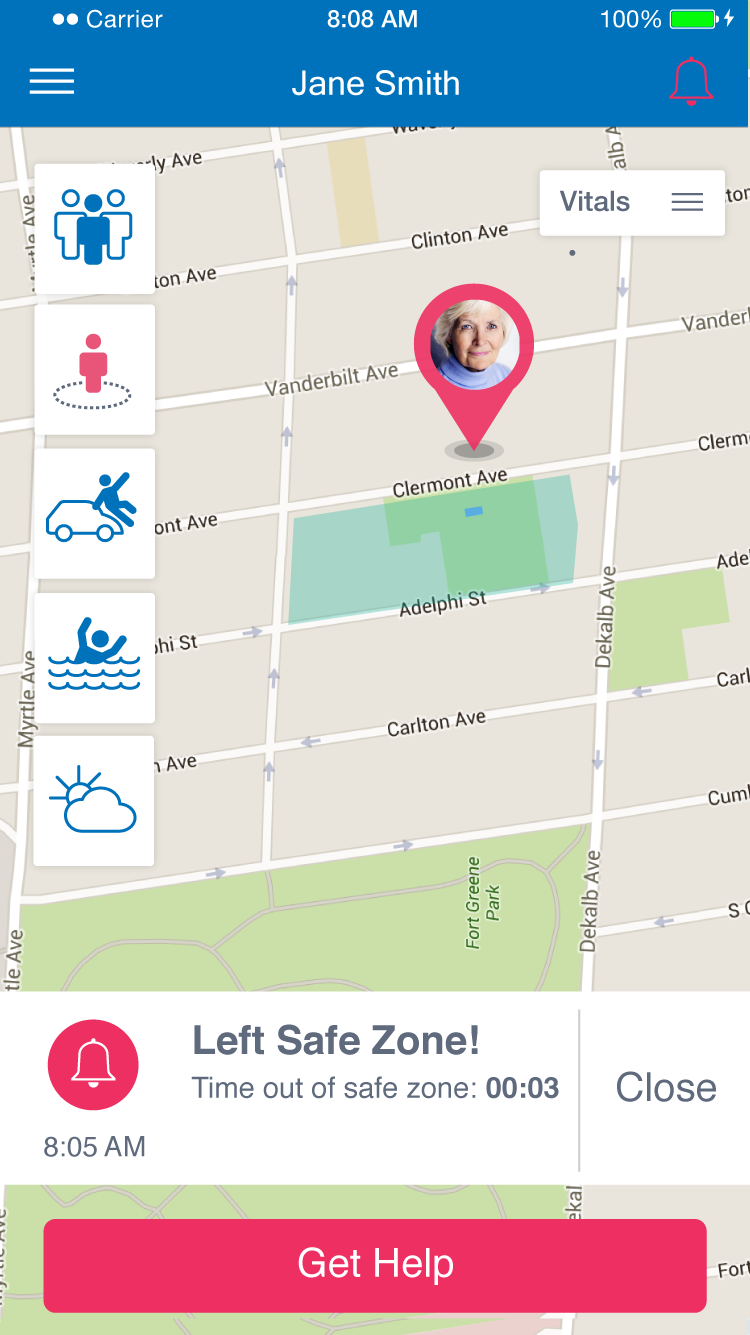 Carrier
8:08 AM
100%
Jane Smith
Vitals
Clinton Ave
Vanderbilt Ave
Clermont Ave
Adelphi St
Dekalb Ave
Myrtle Ave
Carlton Ave
Fort Greene
Park
Dekalb Ave
Left Safe Zone!
Time out of safe zone: 00:03
Close
8:05 AM
Get Help